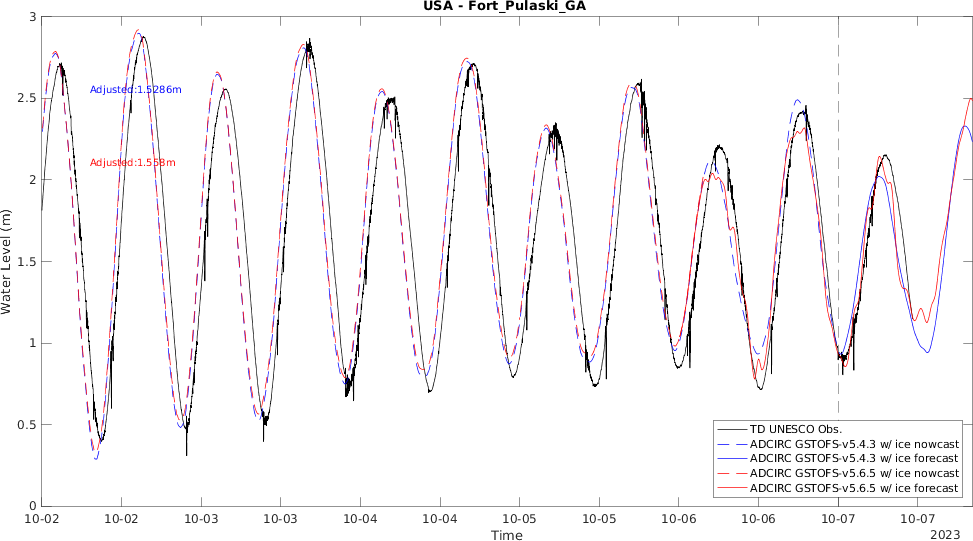 USA - Fort_Pulaski_GA
3
2.5
2
1.5
1
0.5
0
Water Level (m)
Adjusted:1.5286m
Adjusted:1.558m
TD UNESCO Obs.
ADCIRC GSTOFS-v5.4.3 w/ ice nowcast
ADCIRC GSTOFS-v5.4.3 w/ ice forecast
ADCIRC GSTOFS-v5.6.5 w/ ice nowcast
ADCIRC GSTOFS-v5.6.5 w/ ice forecast
10-02 10-02 10-03 10-03 10-04 10-04 10-05 10-05 10-06 10-06 10-07 10-07
Time
2023